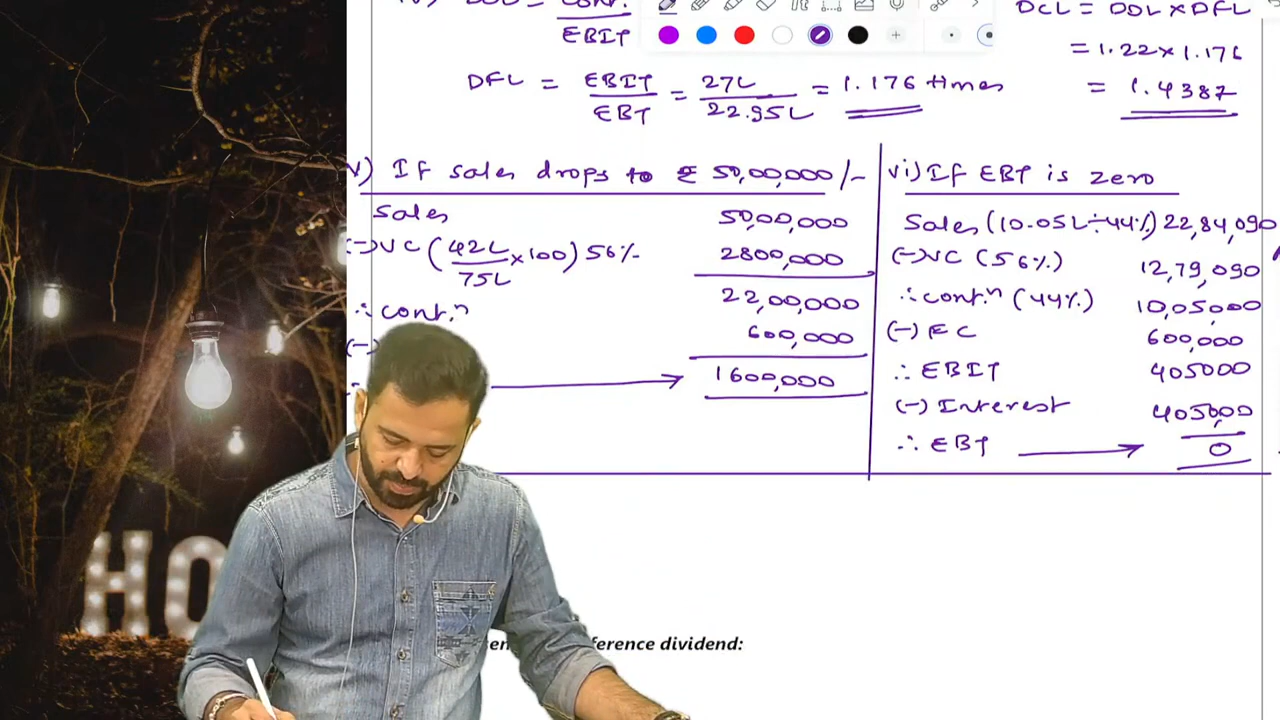 EBIT
DFL = EBIT/EBT = 27L/22.95L = 1.176 times
DCL = DOL x DFL
= 1.22 x 1.176
= 1.4387
v) If sales drops to ₹ 50,00,000/-
Sales 50,00,000
(-) VC (42L/75L x 100) 56% 2800,000
∴ contⁿ 22,00,000
(-) 600,000
1600,000
vi) If EBT is zero
Sales (10.05L ÷ 44%) 22,84,090
(-) VC (56%) 12,79,090
∴ contⁿ (44%) 10,05,000
(-) FC 600,000
∴ EBIT 405000
(-) Interest 405,000
∴ EBT 0
ference dividend:
HO